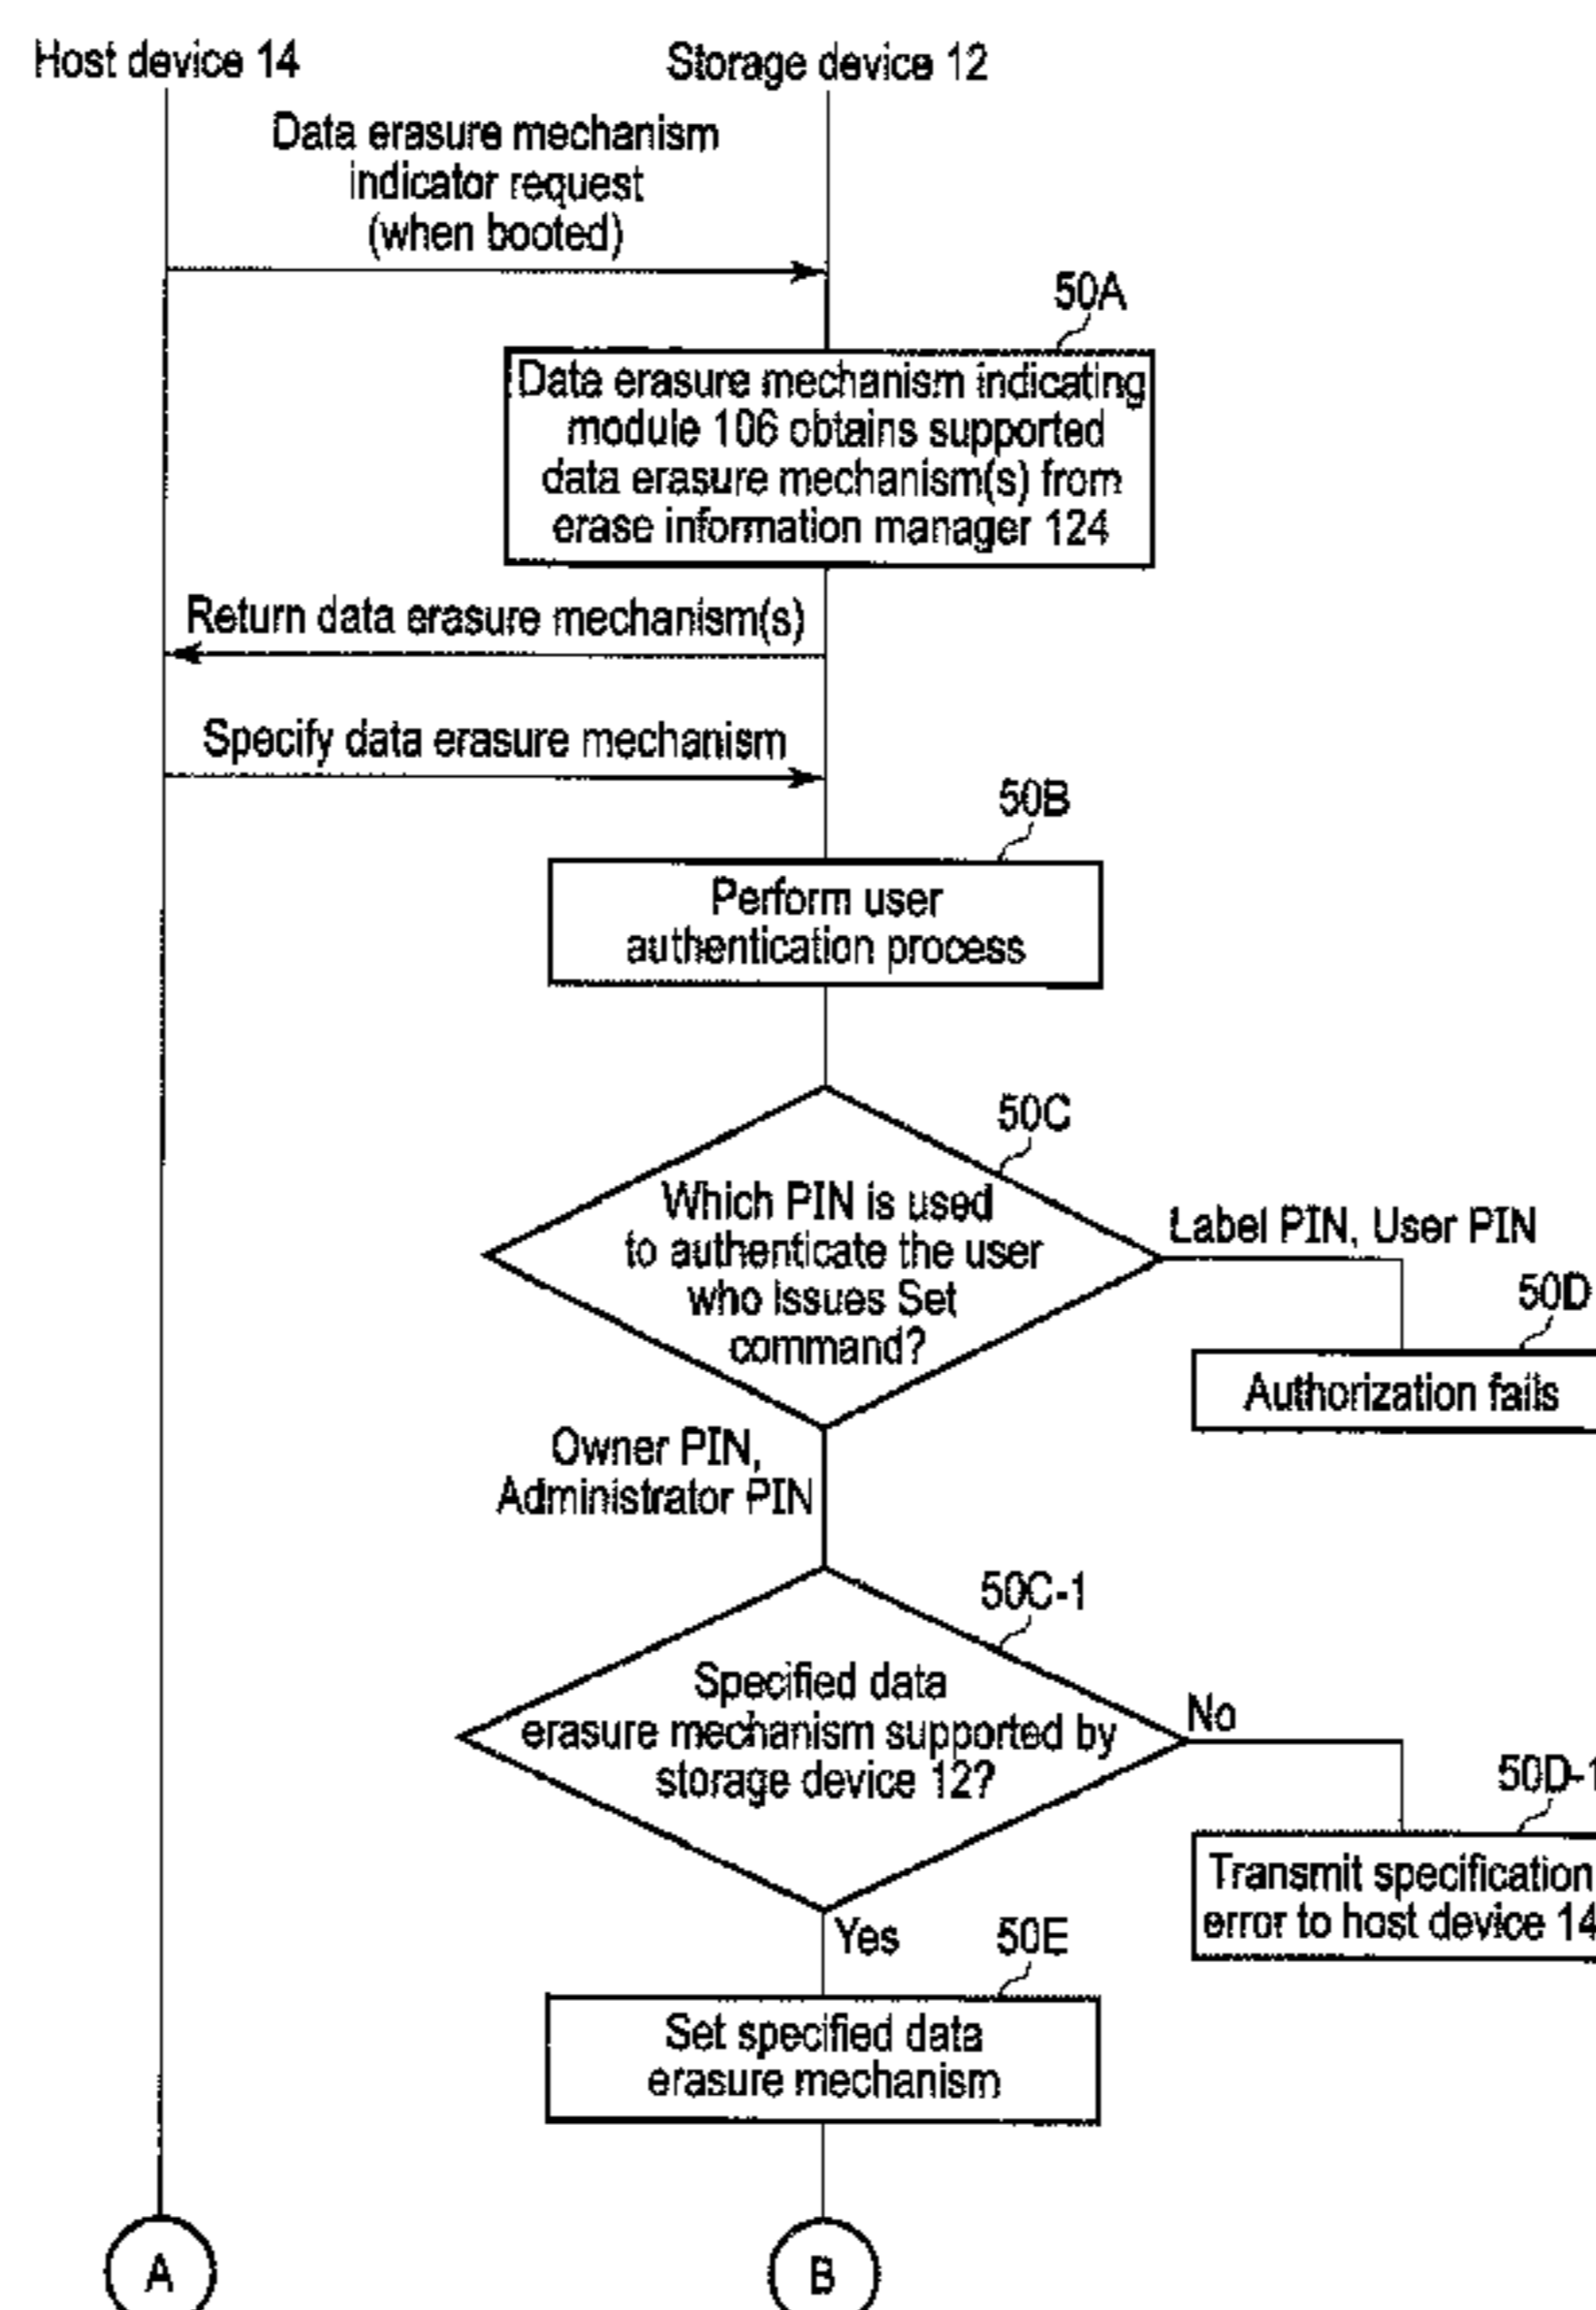 Host device 14
Storage device 12
Data erasure mechanism
indicator request
(when booted)
50A
Data erasure mechanism indicating
module 106 obtains supported
data erasure mechanism(s) from
erase information manager 124
Return data erasure mechanism(s)
Specify data erasure mechanism
50B
Perform user
authentication process
50C
Which PIN is used
to authenticate the user
who issues Set
command?
Label PIN, User PIN
50D
Authorization fails
Owner PIN,
Administrator PIN
50C-1
Specified data
erasure mechanism supported by
storage device 12?
No
50D-1
Transmit specification
error to host device 14
Yes
50E
Set specified data
erasure mechanism
A
B